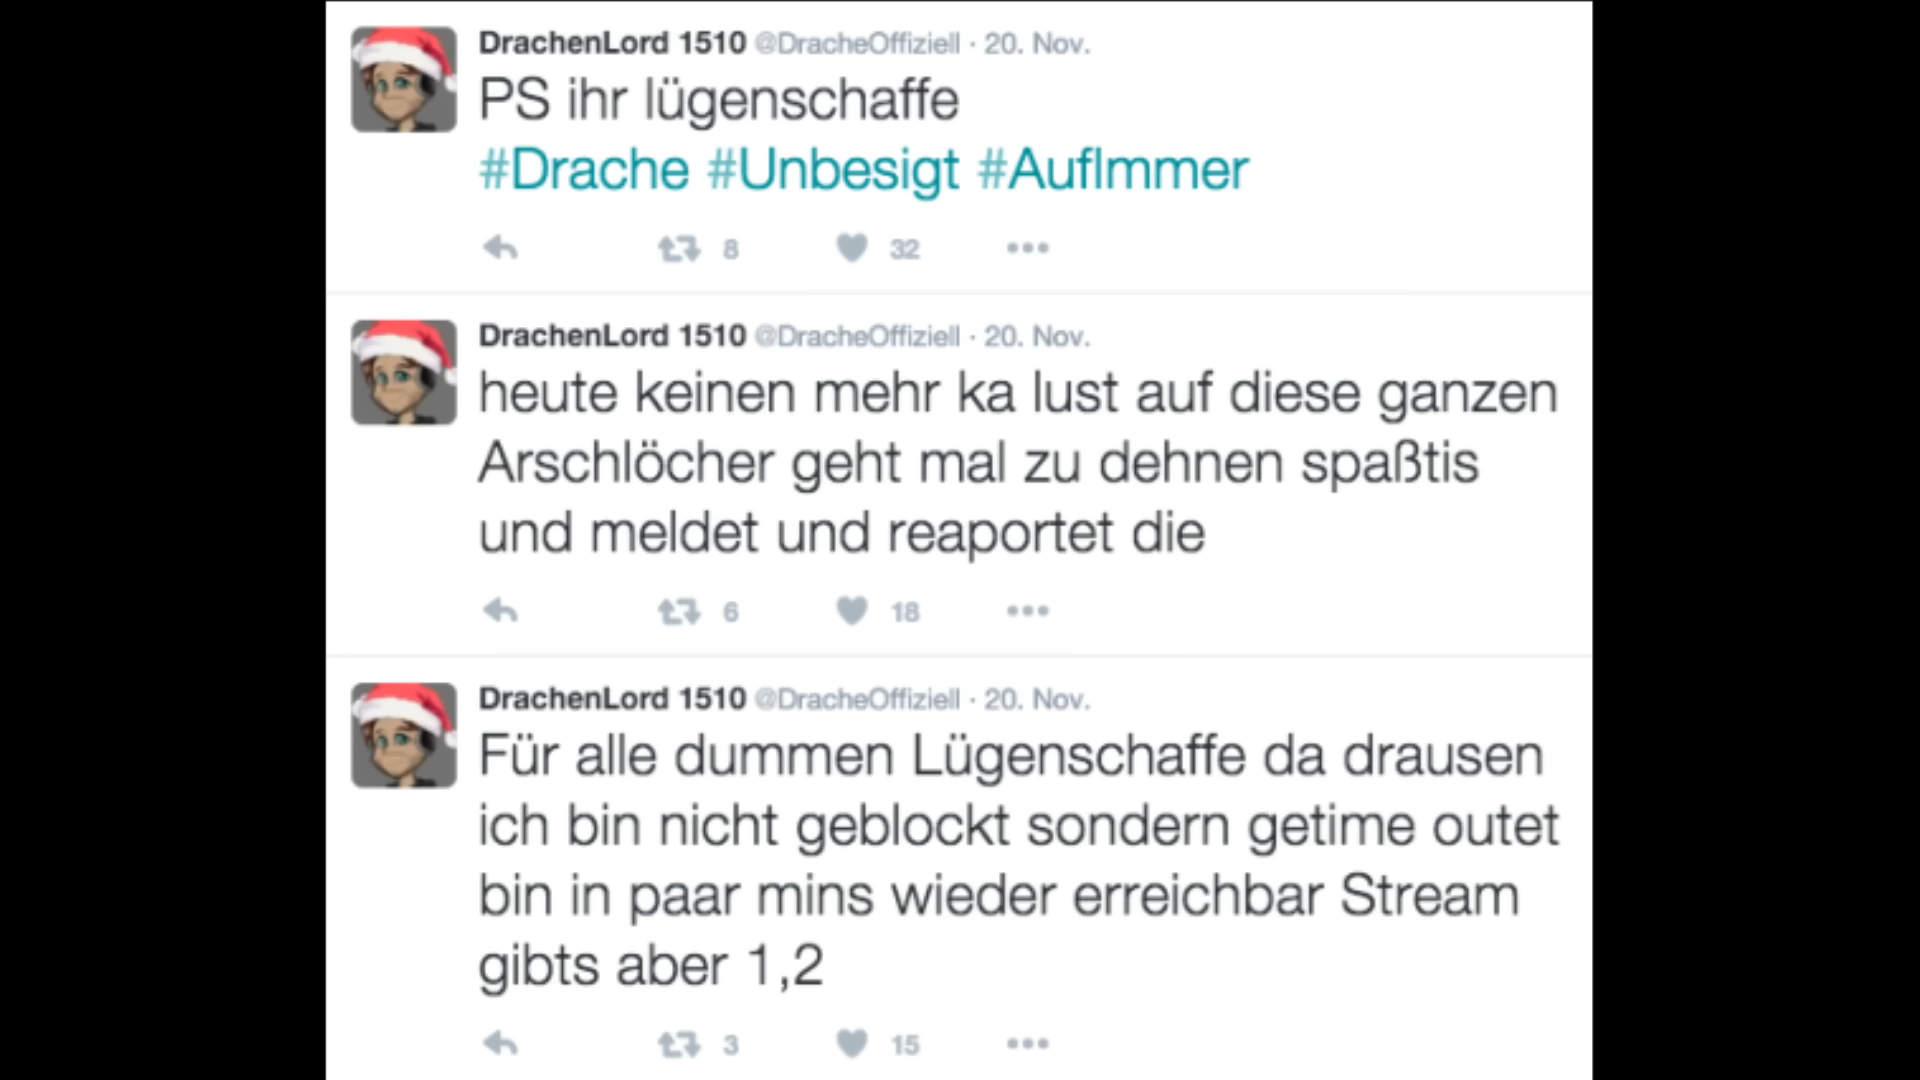 DrachenLord 1510 @DracheOffiziell · 20. Nov.
PS ihr lügenschaffe
#Drache #Unbesigt #AufImmer
8 32
DrachenLord 1510 @DracheOffiziell · 20. Nov.
heute keinen mehr ka lust auf diese ganzen
Arschlöcher geht mal zu dehnen spaßtis
und meldet und reaportet die
6 18
DrachenLord 1510 @DracheOffiziell · 20. Nov.
Für alle dummen Lügenschaffe da drausen
ich bin nicht geblockt sondern getime outet
bin in paar mins wieder erreichbar Stream
gibts aber 1,2
3 15